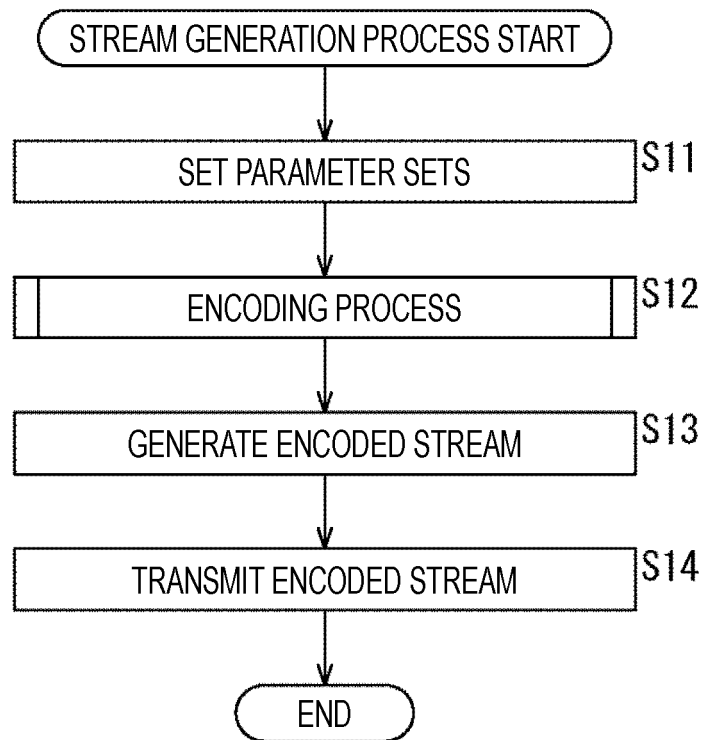 STREAM GENERATION PROCESS START
SET PARAMETER SETS S11
ENCODING PROCESS S12
GENERATE ENCODED STREAM S13
TRANSMIT ENCODED STREAM S14
END